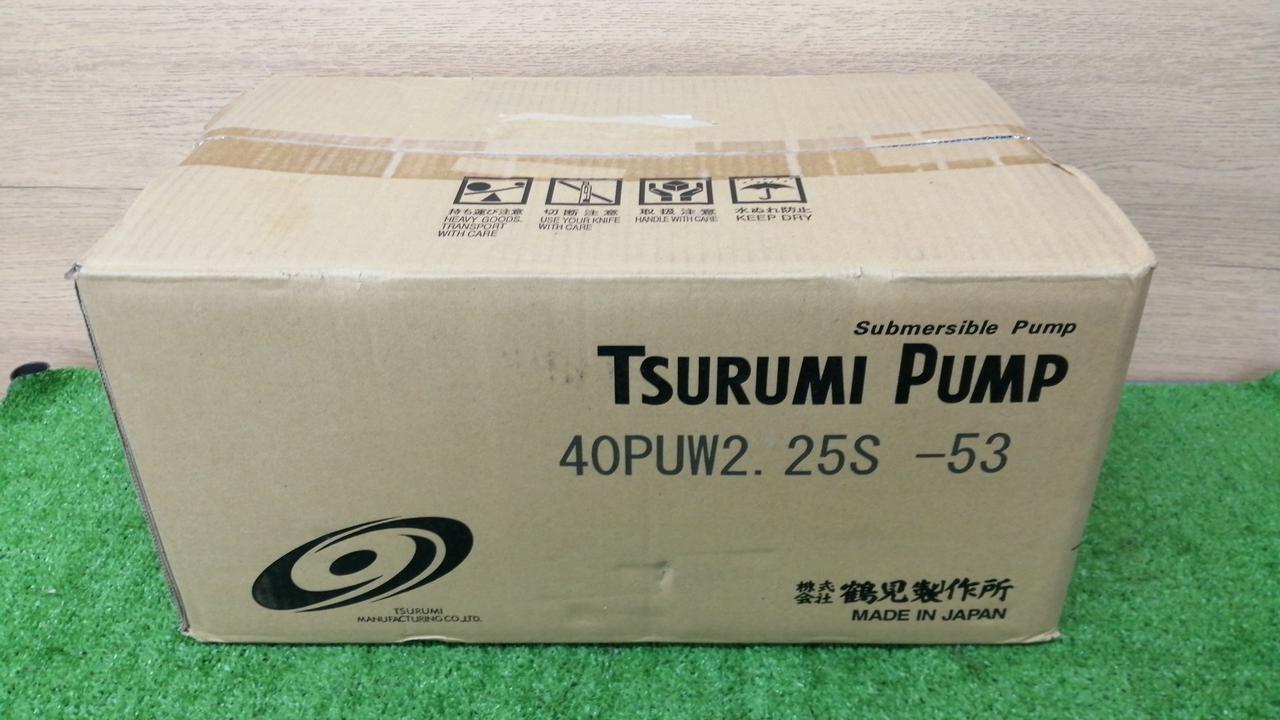 持ち運び注意
HEAVY GOODS.
TRANSPORT
WITH CARE
切断注意
USE YOUR KNIFE
WITH CARE
取扱注意
HANDLE WITH CARE
水ぬれ防止
KEEP DRY
Submersible Pump
TSURUMI PUMP
40PUW2. 25S -53
TSURUMI
MANUFACTURING CO.,LTD.
株式会社 鶴見製作所
MADE IN JAPAN